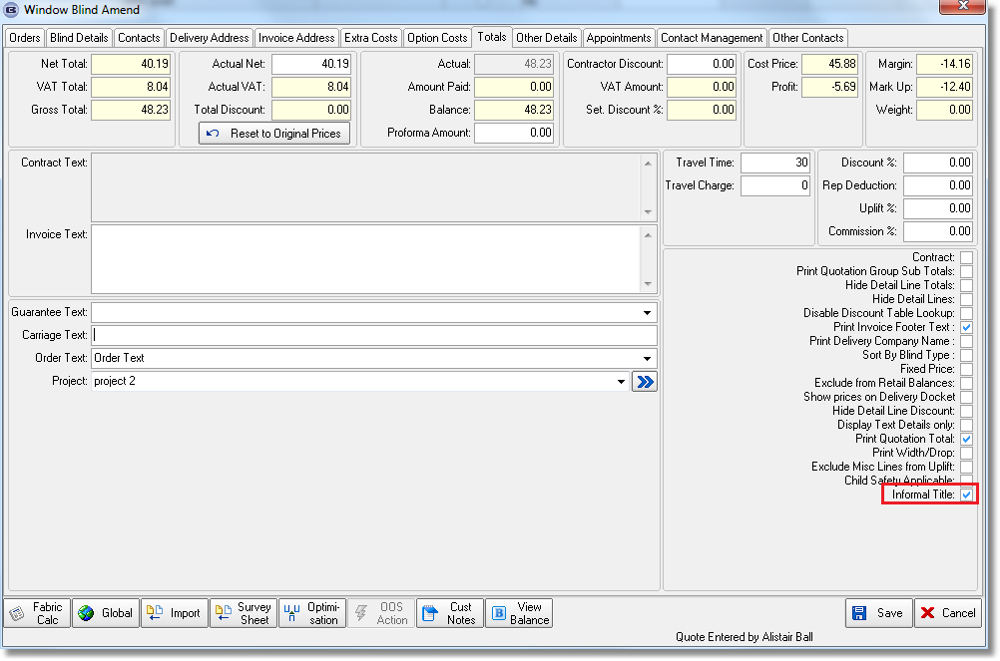 Window Blind Amend
Orders Blind Details Contacts Delivery Address Invoice Address Extra Costs Option Costs Totals Other Details Appointments Contact Management Other Contacts
Net Total: 40.19 Actual Net: 40.19 Actual: 48.23 Contractor Discount: 0.00 Cost Price: 45.88 Margin: -14.16
VAT Total: 8.04 Actual VAT: 8.04 Amount Paid: 0.00 VAT Amount: 0.00 Profit: -5.69 Mark Up: -12.40
Gross Total: 48.23 Total Discount: 0.00 Balance: 48.23 Set. Discount %: 0.00 Weight: 0.00
Reset to Original Prices Proforma Amount: 0.00
Contract Text: Travel Time: 30 Discount %: 0.00
Travel Charge: 0 Rep Deduction: 0.00
Uplift %: 0.00
Invoice Text: Commission %: 0.00
Contract:
Print Quotation Group Sub Totals:
Hide Detail Line Totals:
Hide Detail Lines:
Guarantee Text: Disable Discount Table Lookup:
Print Invoice Footer Text :
Carriage Text: Print Delivery Company Name :
Order Text: Order Text Sort By Blind Type :
Fixed Price:
Project: project 2 Exclude from Retail Balances:
Show prices on Delivery Docket
Hide Detail Line Discount:
Display Text Details only:
Print Quotation Total:
Print Width/Drop:
Exclude Misc Lines from Uplift:
Child Safety Applicable:
Informal Title:
Fabric Calc Global Import Survey Sheet Optimi-sation OOS Action Cust Notes View Balance Save Cancel
Quote Entered by Alistair Ball